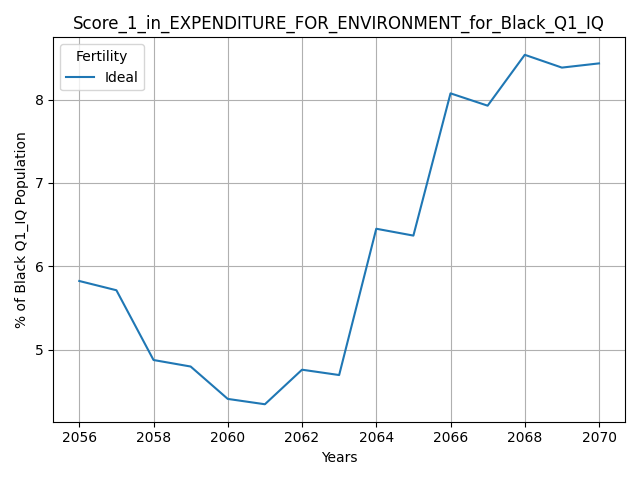 Score_1_in_EXPENDITURE_FOR_ENVIRONMENT_for_Black_Q1_IQ
Fertility
Ideal
% of Black Q1_IQ Population
8
7
6
5
2056 2058 2060 2062 2064 2066 2068 2070
Years